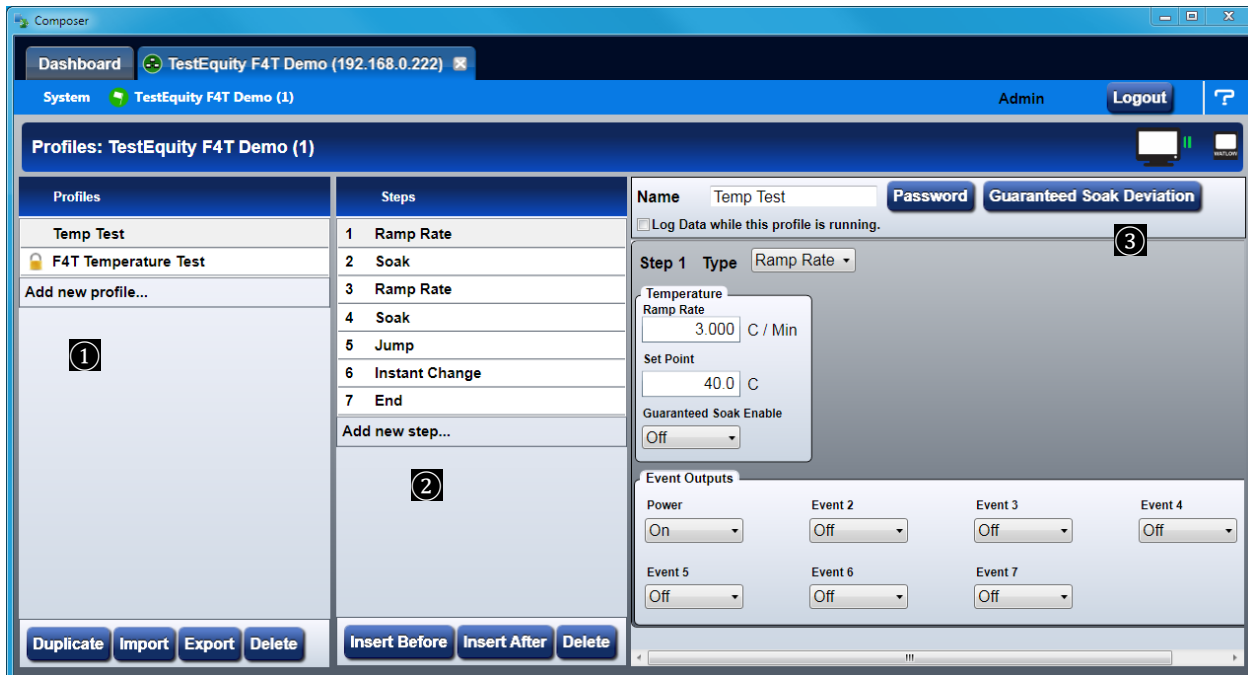 Composer
Dashboard TestEquity F4T Demo (192.168.0.222)
System TestEquity F4T Demo (1) Admin Logout ?
Profiles: TestEquity F4T Demo (1)
WATLOW
Profiles
Temp Test
F4T Temperature Test
Add new profile...
①
Duplicate Import Export Delete
Steps
1 Ramp Rate
2 Soak
3 Ramp Rate
4 Soak
5 Jump
6 Instant Change
7 End
Add new step...
②
Insert Before Insert After Delete
Name Temp Test Password Guaranteed Soak Deviation
Log Data while this profile is running.
③
Step 1 Type Ramp Rate
Temperature
Ramp Rate
3.000 C / Min
Set Point
40.0 C
Guaranteed Soak Enable
Off
Event Outputs
Power Event 2 Event 3 Event 4
On Off Off Off
Event 5 Event 6 Event 7
Off Off Off